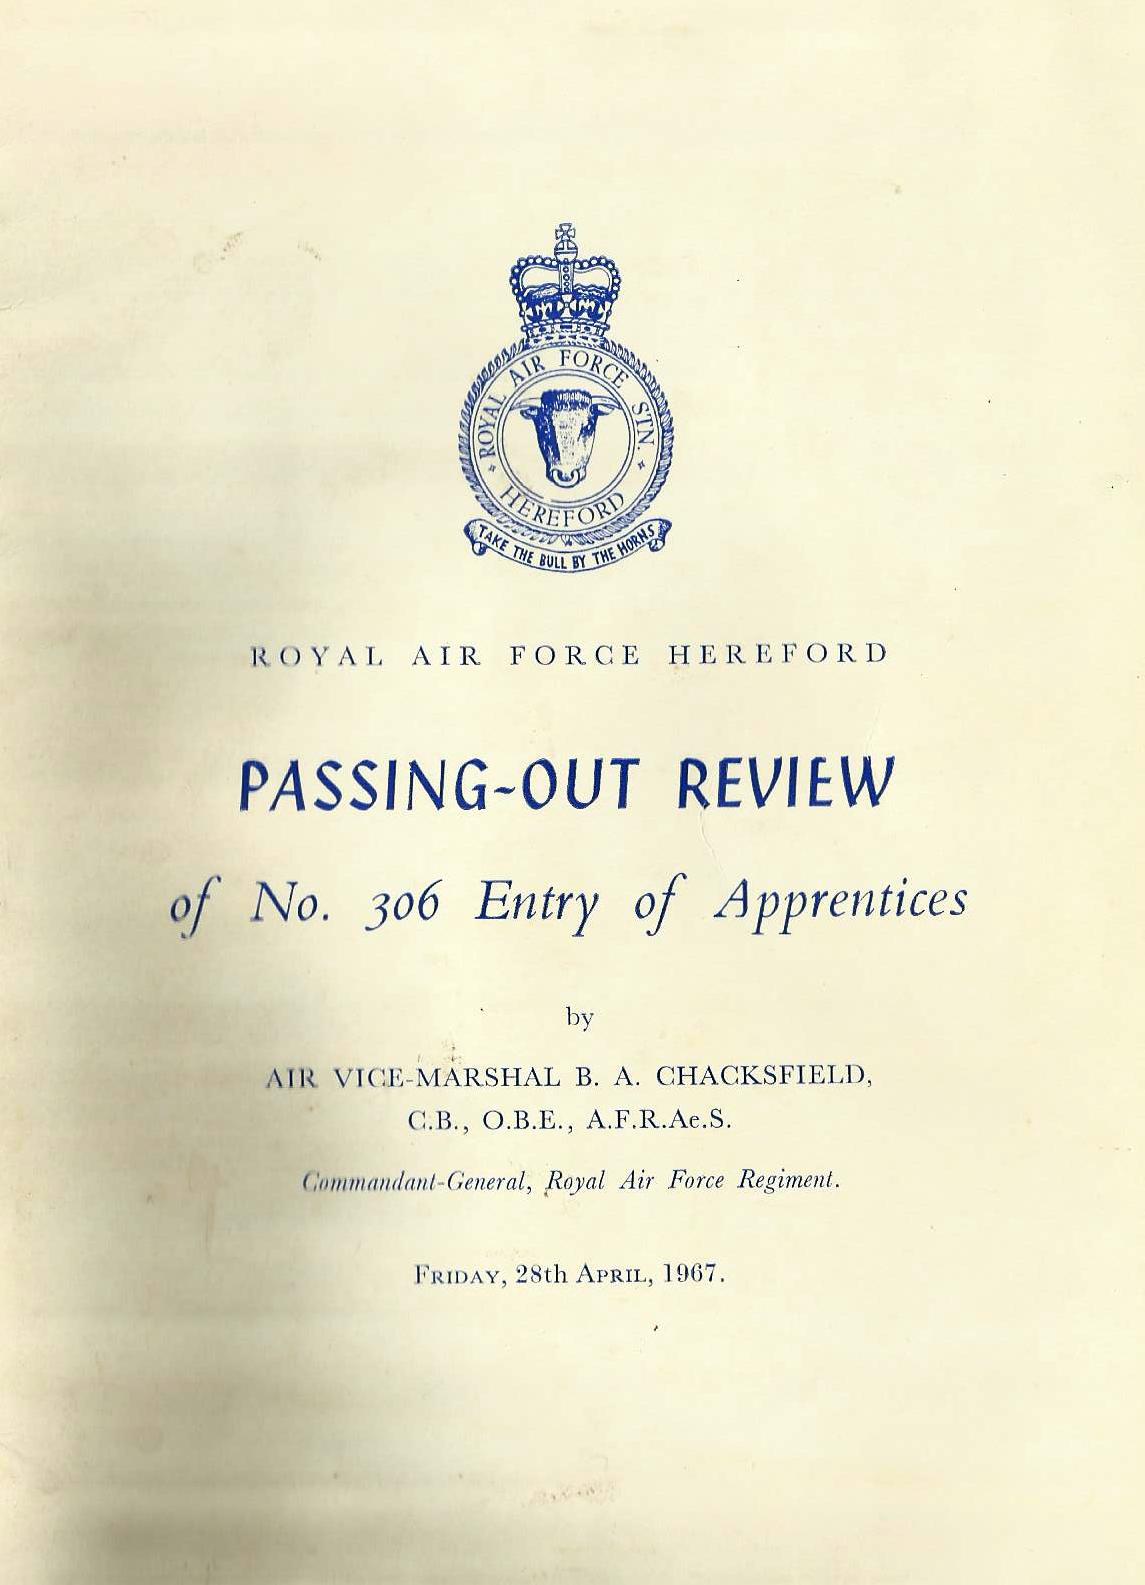 ROYAL AIR FORCE STN.
HEREFORD
TAKE THE BULL BY THE HORNS
ROYAL AIR FORCE HEREFORD
PASSING-OUT REVIEW
of No. 306 Entry of Apprentices
by
AIR VICE-MARSHAL B. A. CHACKSFIELD,
C.B., O.B.E., A.F.R.Ae.S.
Commandant-General, Royal Air Force Regiment.
FRIDAY, 28th APRIL, 1967.